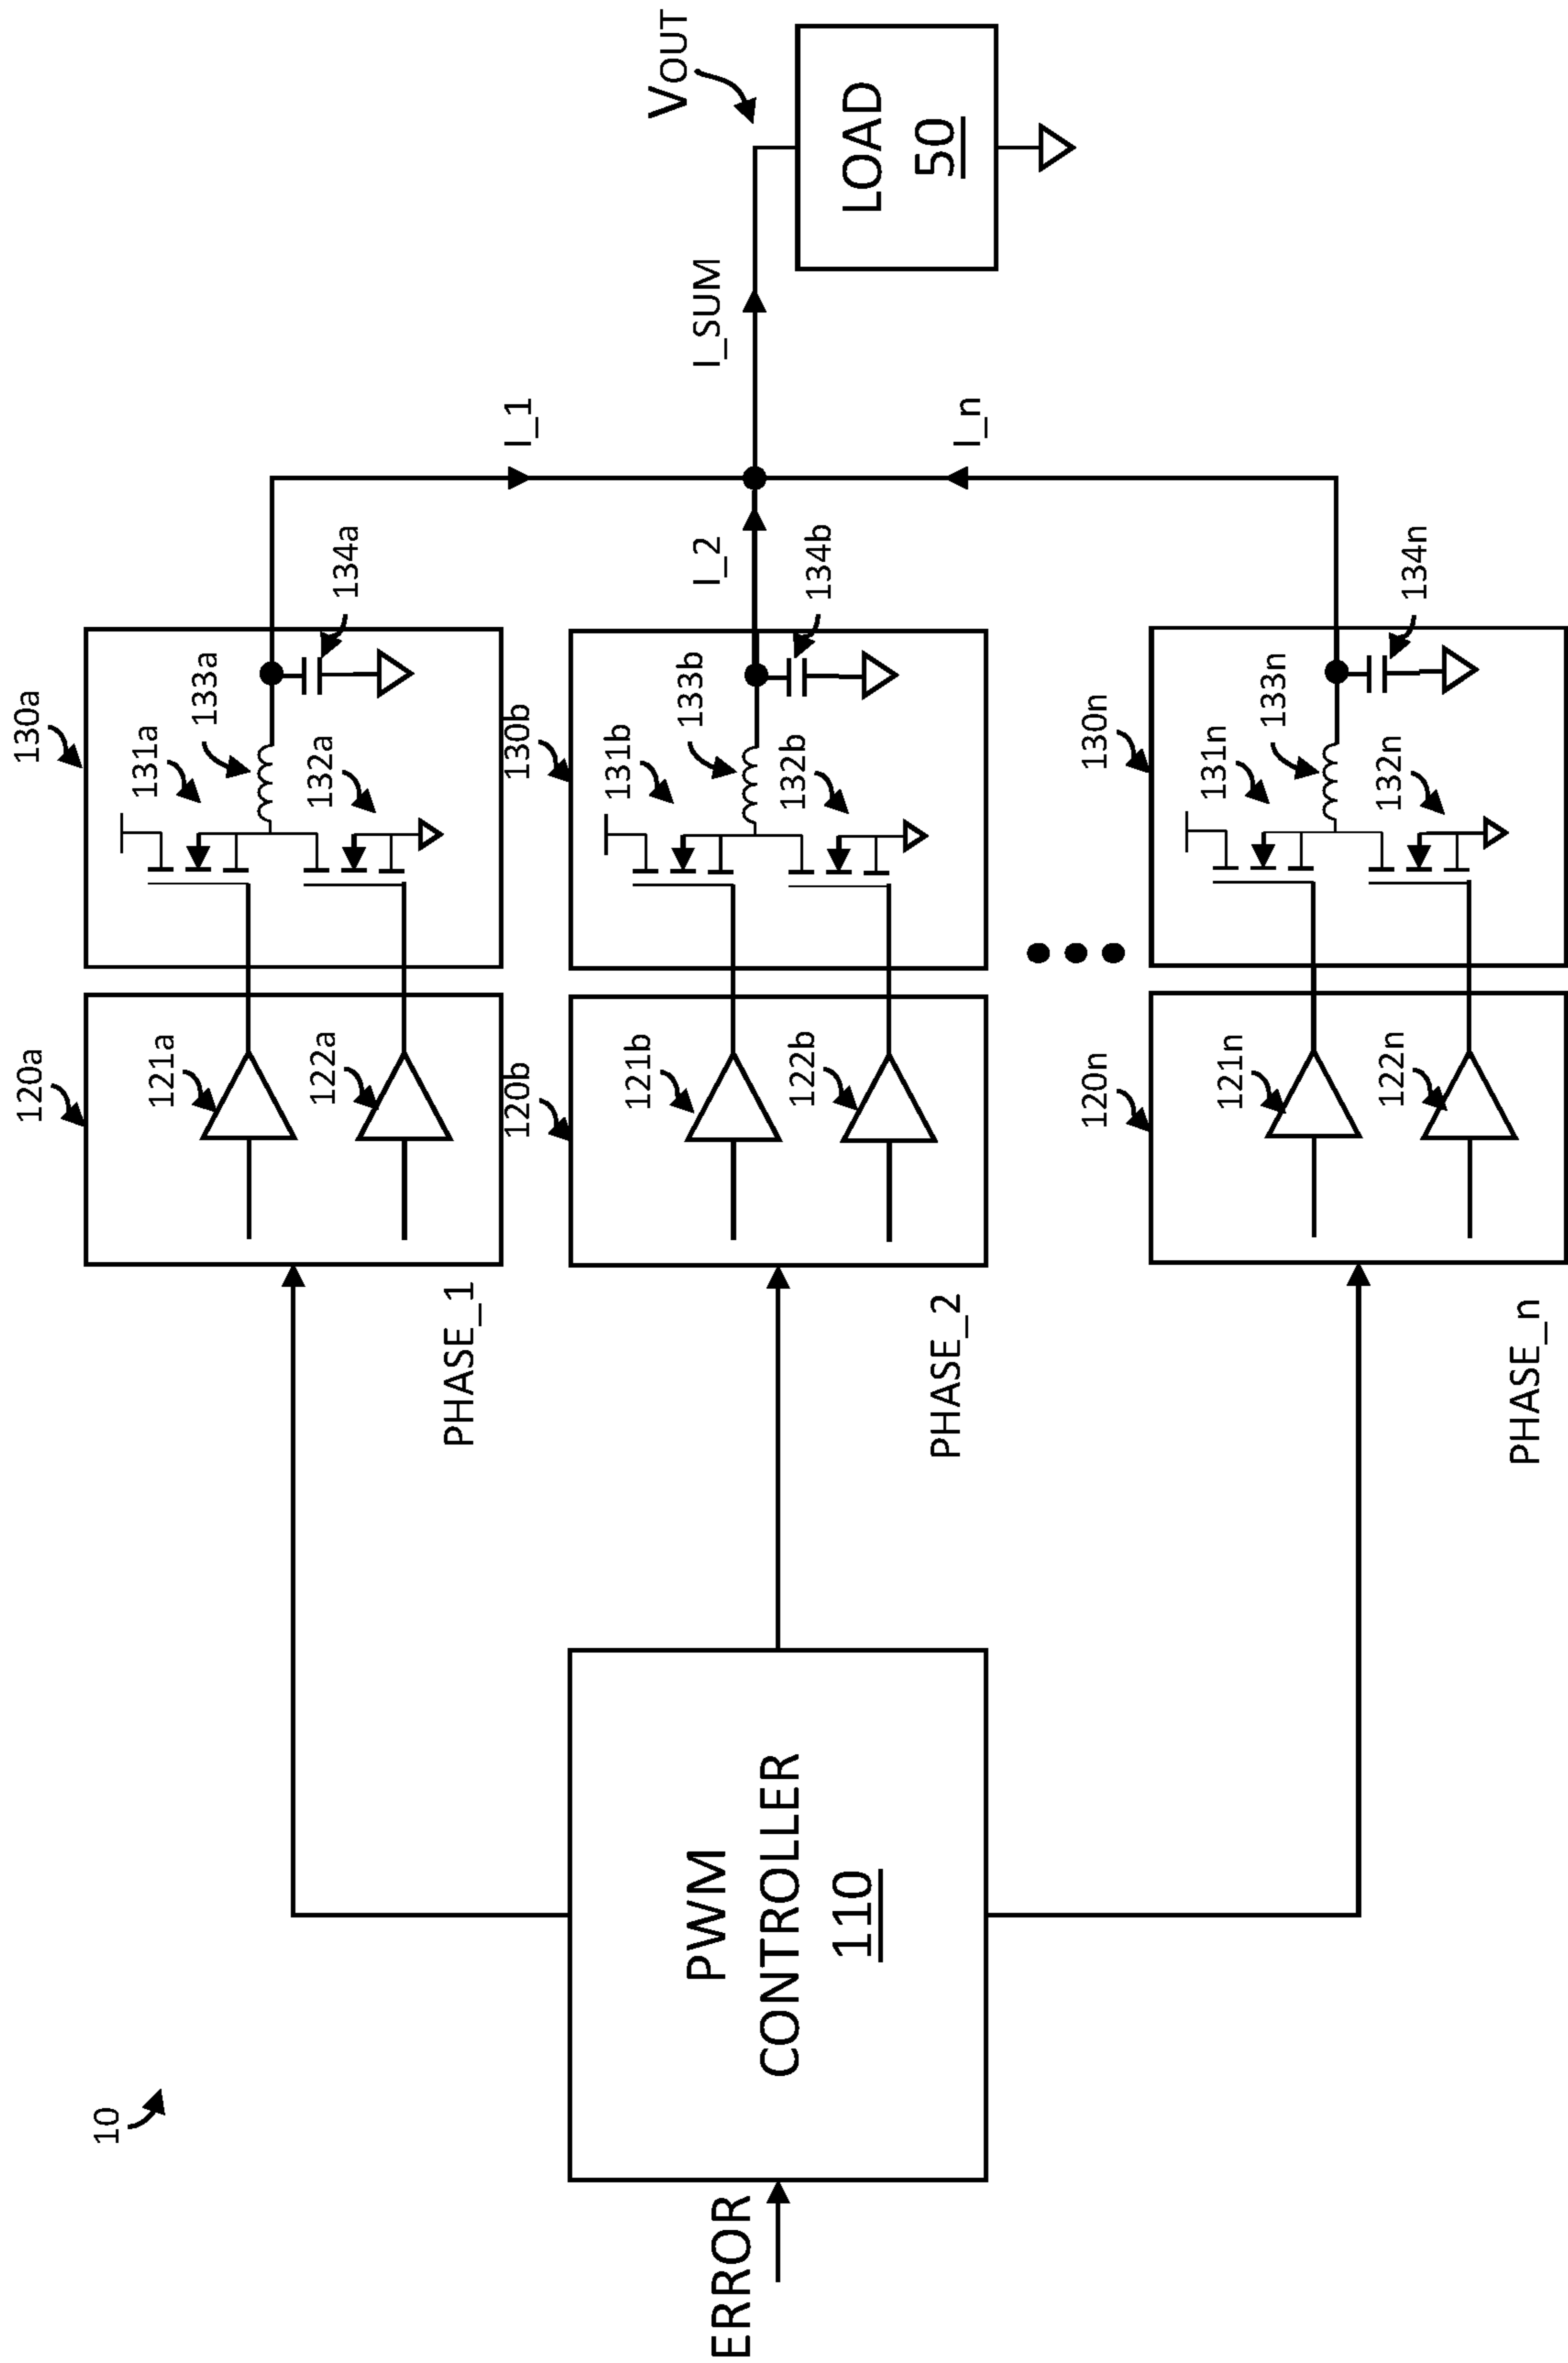 10
ERROR
PWM
CONTROLLER
110
PHASE_1
PHASE_2
PHASE_n
120a
121a
122a
130a
131a
132a
133a
134a
120b
121b
122b
130b
131b
132b
133b
134b
120n
121n
122n
130n
131n
132n
133n
134n
I_1
I_2
I_n
I_SUM
VOUT
LOAD
50